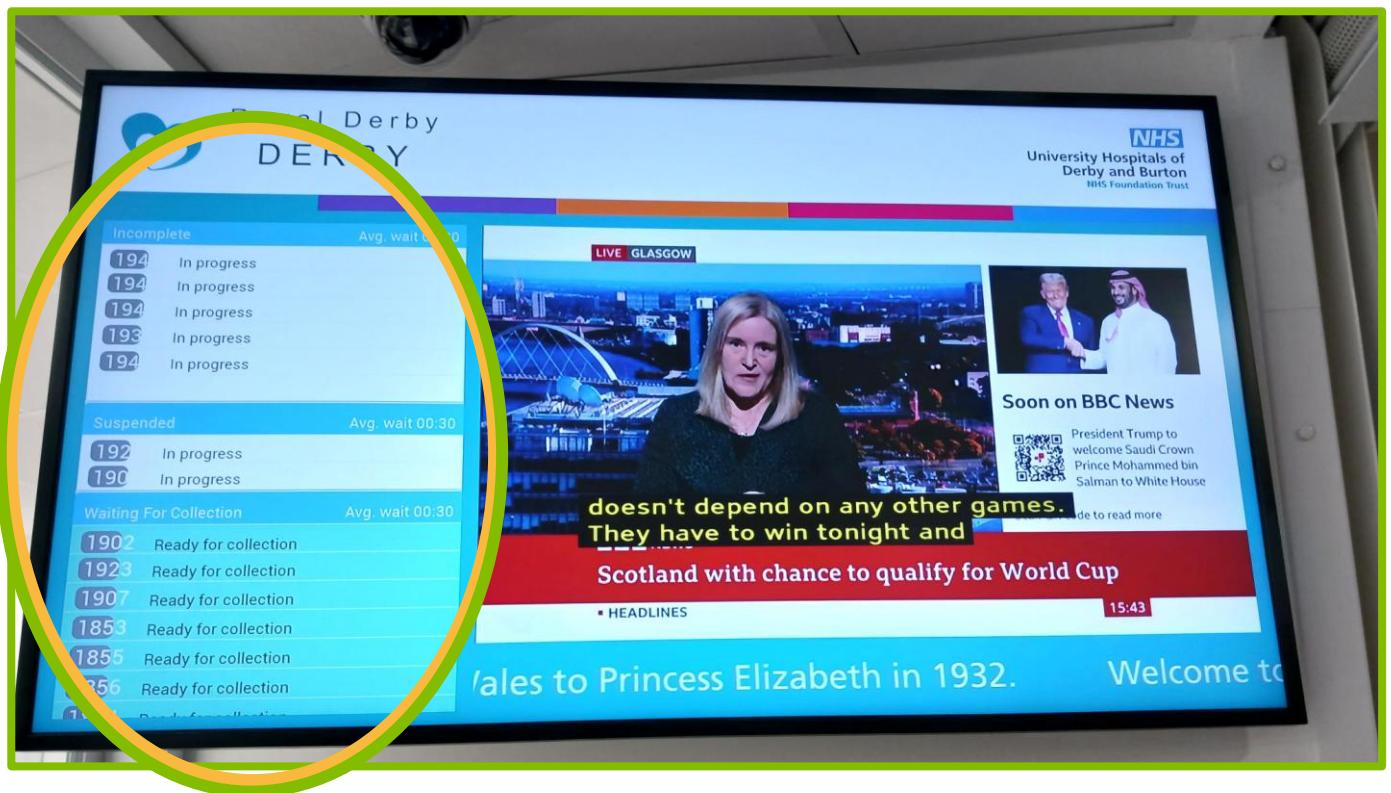 Derby
DERBY
NHS
University Hospitals of
Derby and Burton
NHS Foundation Trust
Incomplete Avg. wait
194 In progress
194 In progress
194 In progress
193 In progress
194 In progress
Suspended Avg. wait 00:30
192 In progress
190 In progress
Waiting For Collection Avg. wait 00:30
1902 Ready for collection
1923 Ready for collection
1907 Ready for collection
1853 Ready for collection
1855 Ready for collection
Ready for collection
LIVE GLASGOW
Soon on BBC News
President Trump to
welcome Saudi Crown
Prince Mohammed bin
Salman to White House
to read more
doesn't depend on any other games.
They have to win tonight and
Scotland with chance to qualify for World Cup
HEADLINES
15:43
to Princess Elizabeth in 1932. Welcome to